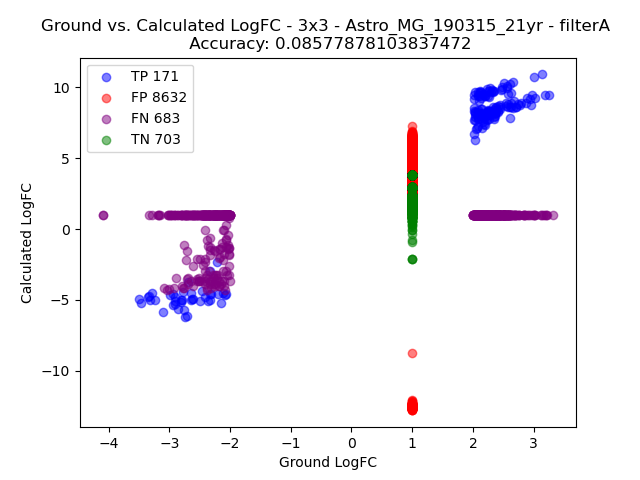 Ground vs. Calculated LogFC - 3x3 - Astro_MG_190315_21yr - filterA
Accuracy: 0.08577878103837472
TP 171
FP 8632
FN 683
TN 703
10
5
0
−5
−10
Calculated LogFC
−4
−3
−2
−1
0
1
2
3
Ground LogFC